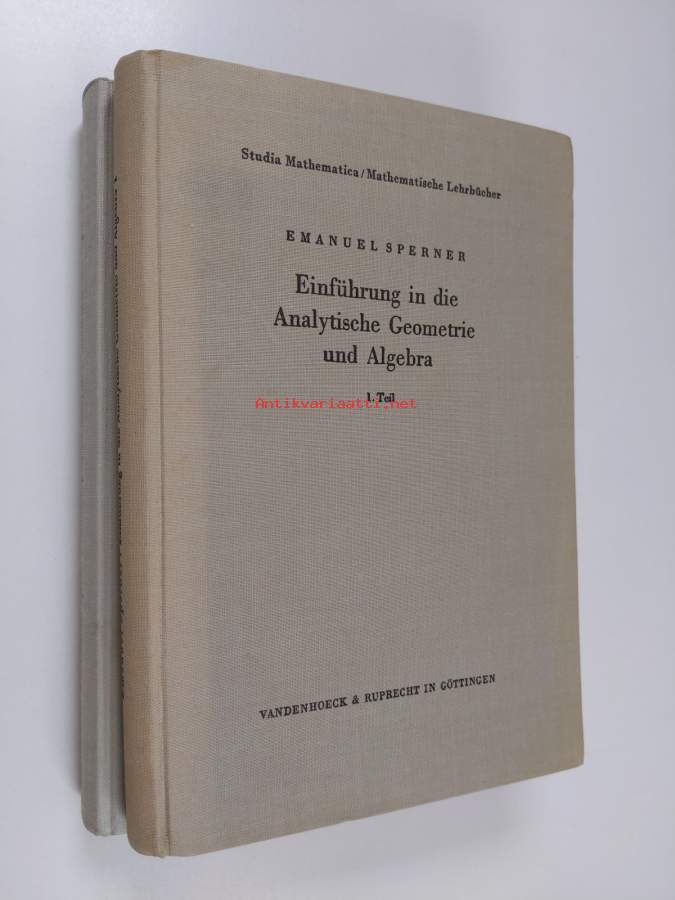 Studia Mathematica/Mathematische Lehrbücher
EMANUEL SPERNER
Einführung in die
Analytische Geometrie
und Algebra
1. Teil
Antikvariaatti.net
VANDENHOECK & RUPRECHT IN GÖTTINGEN